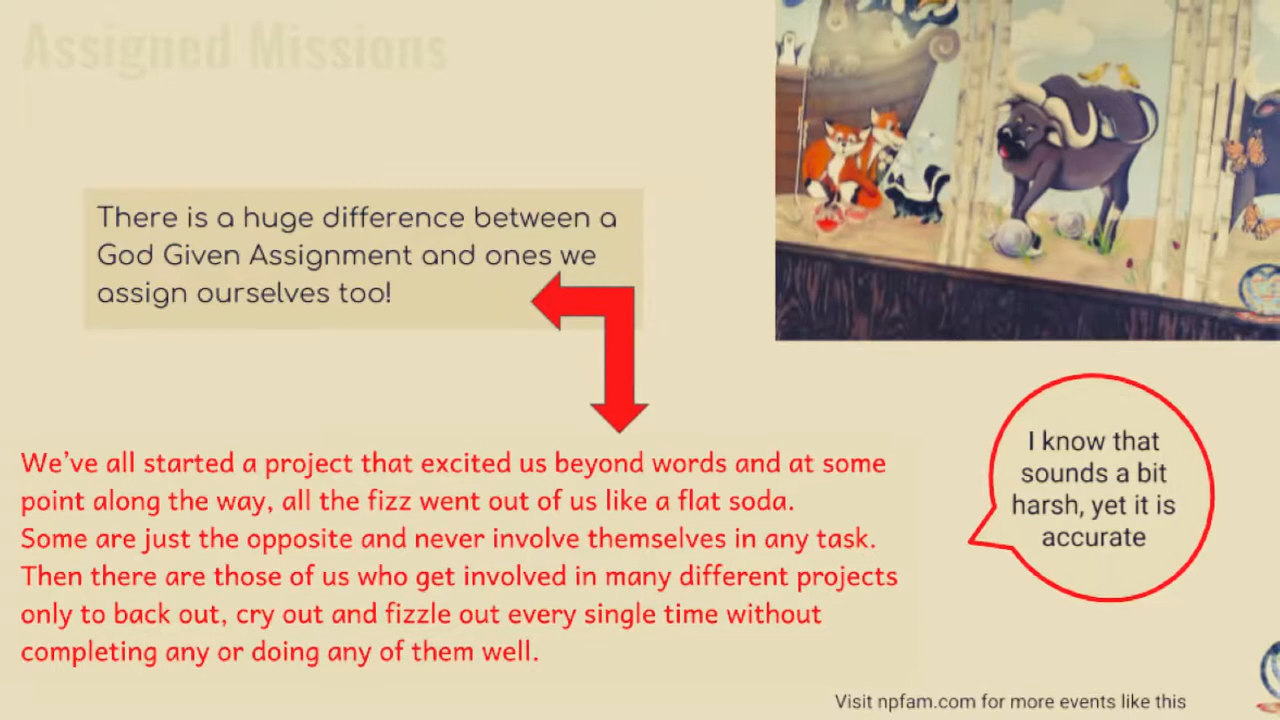 Assigned Missions
There is a huge difference between a
God Given Assignment and ones we
assign ourselves too!
We've all started a project that excited us beyond words and at some
point along the way, all the fizz went out of us like a flat soda.
Some are just the opposite and never involve themselves in any task.
Then there are those of us who get involved in many different projects
only to back out, cry out and fizzle out every single time without
completing any or doing any of them well.
I know that
sounds a bit
harsh, yet it is
accurate
Visit npfam.com for more events like this